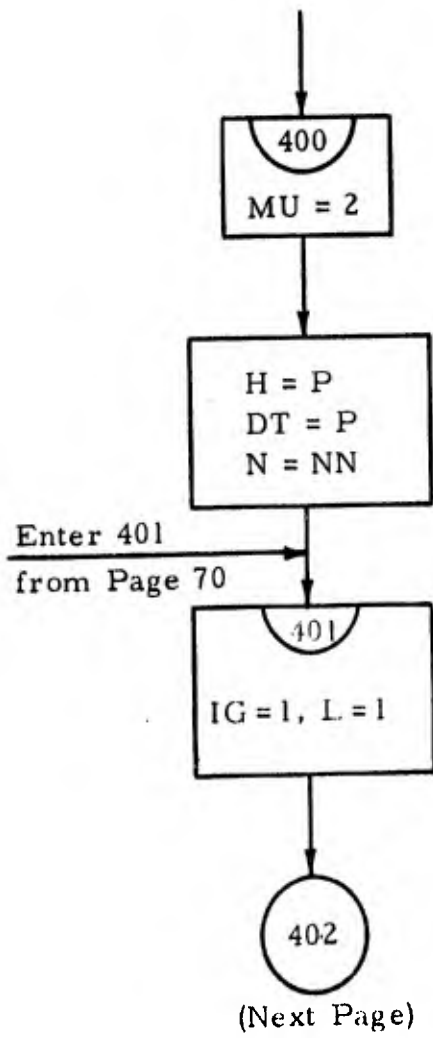 400
MU = 2
H = P
DT = P
N = NN
Enter 401
from Page 70
401
IG = 1, L = 1
402
(Next Page)